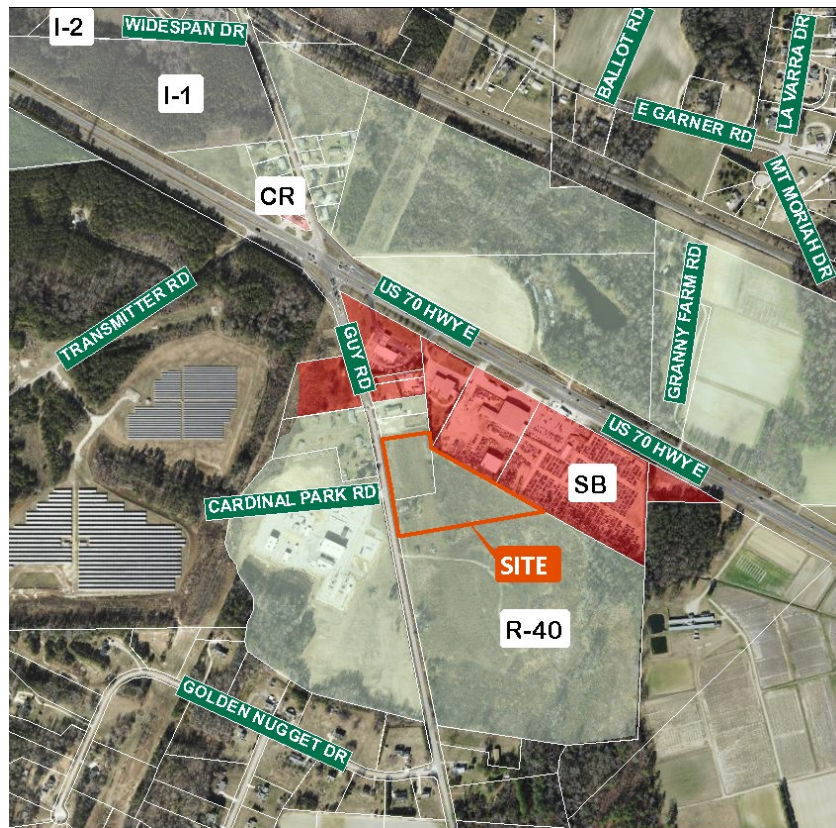 I-2
WIDESPAN DR
BALLOT RD
LA VARRA DR
I-1
E GARNER RD
CR
MT MORIAH DR
TRANSMITTER RD
US 70 HWY E
GRANNY FARM RD
GUY RD
US 70 HWY E
SB
CARDINAL PARK RD
SITE
R-40
GOLDEN NUGGET DR